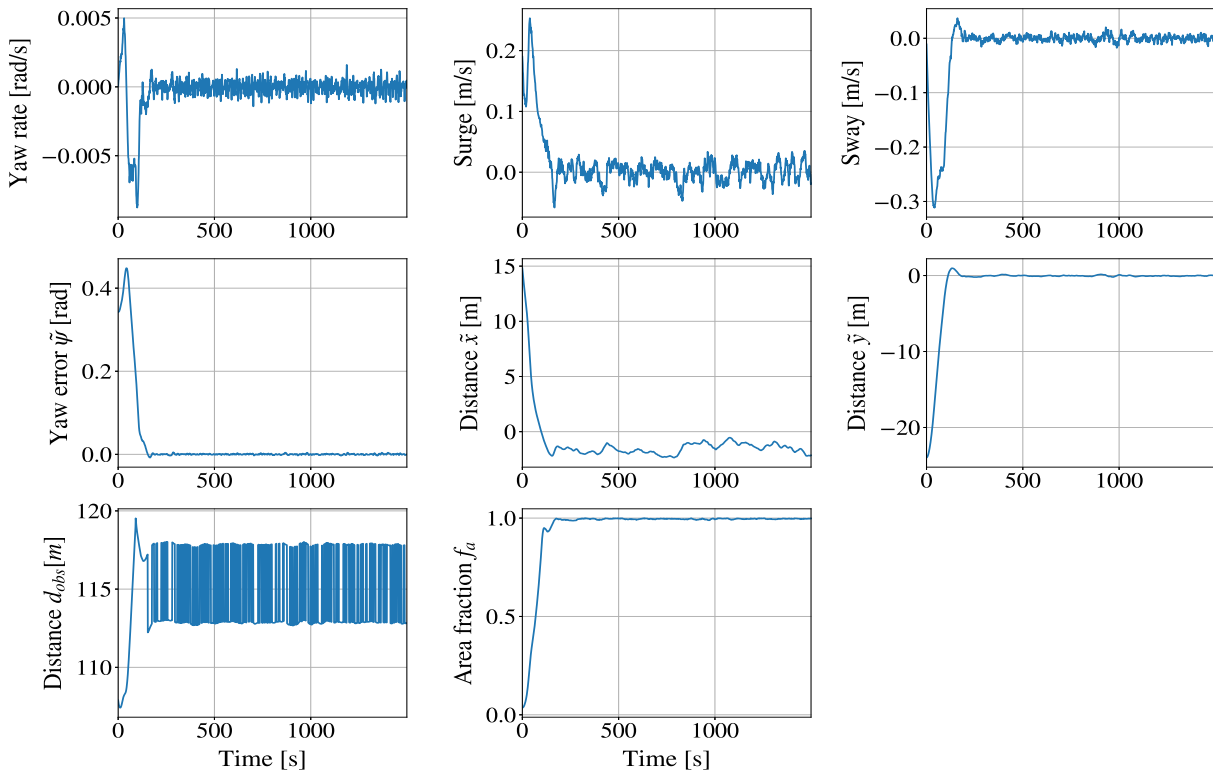 Yaw rate [rad/s]
0.005
0.000
−0.005
0 500 1000
Surge [m/s]
0.2
0.1
0.0
0 500 1000
Sway [m/s]
0.0
−0.1
−0.2
−0.3
0 500 1000
Yaw error ψ̃ [rad]
0.4
0.2
0.0
0 500 1000
Distance x̃ [m]
15
10
5
0
0 500 1000
Distance ỹ [m]
0
−10
−20
0 500 1000
Distance d_obs[m]
120
115
110
0 500 1000
Time [s]
Area fraction f_a
1.0
0.5
0.0
0 500 1000
Time [s]